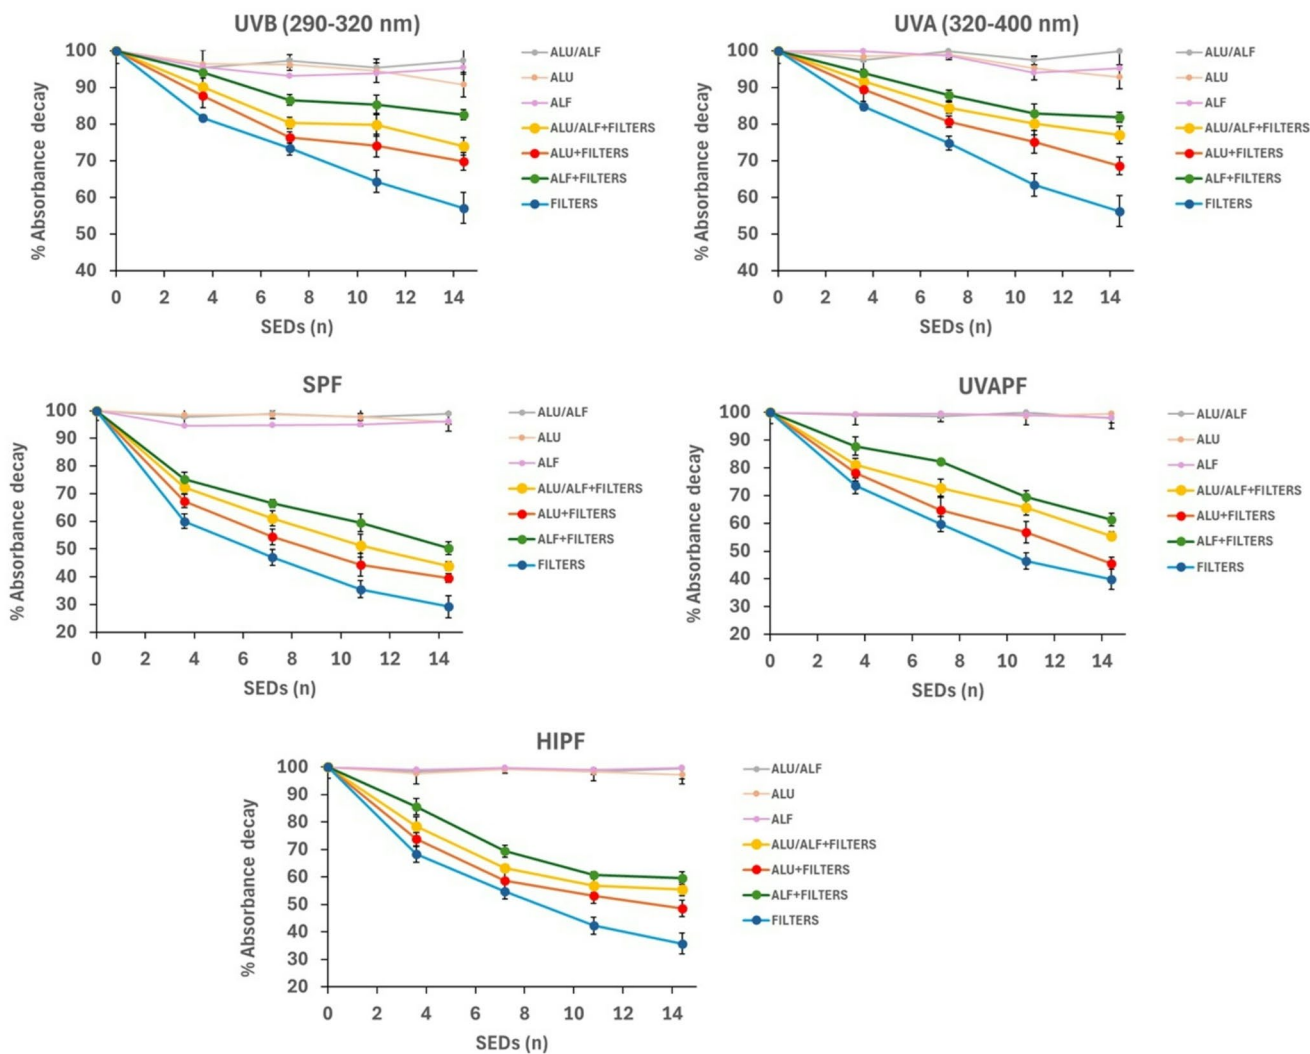 UVB (290-320 nm)
% Absorbance decay
100
90
80
70
60
50
40
0 2 4 6 8 10 12 14
SEDs (n)
ALU/ALF
ALU
ALF
ALU/ALF+FILTERS
ALU+FILTERS
ALF+FILTERS
FILTERS
UVA (320-400 nm)
% Absorbance decay
100
90
80
70
60
50
40
0 2 4 6 8 10 12 14
SEDs (n)
ALU/ALF
ALU
ALF
ALU/ALF+FILTERS
ALU+FILTERS
ALF+FILTERS
FILTERS
SPF
% Absorbance decay
100
90
80
70
60
50
40
30
20
0 2 4 6 8 10 12 14
SEDs (n)
ALU/ALF
ALU
ALF
ALU/ALF+FILTERS
ALU+FILTERS
ALF+FILTERS
FILTERS
UVAPF
% Absorbance decay
100
90
80
70
60
50
40
30
20
0 2 4 6 8 10 12 14
SEDs (n)
ALU/ALF
ALU
ALF
ALU/ALF+FILTERS
ALU+FILTERS
ALF+FILTERS
FILTERS
HIPF
% Absorbance decay
100
90
80
70
60
50
40
30
20
0 2 4 6 8 10 12 14
SEDs (n)
ALU/ALF
ALU
ALF
ALU/ALF+FILTERS
ALU+FILTERS
ALF+FILTERS
FILTERS